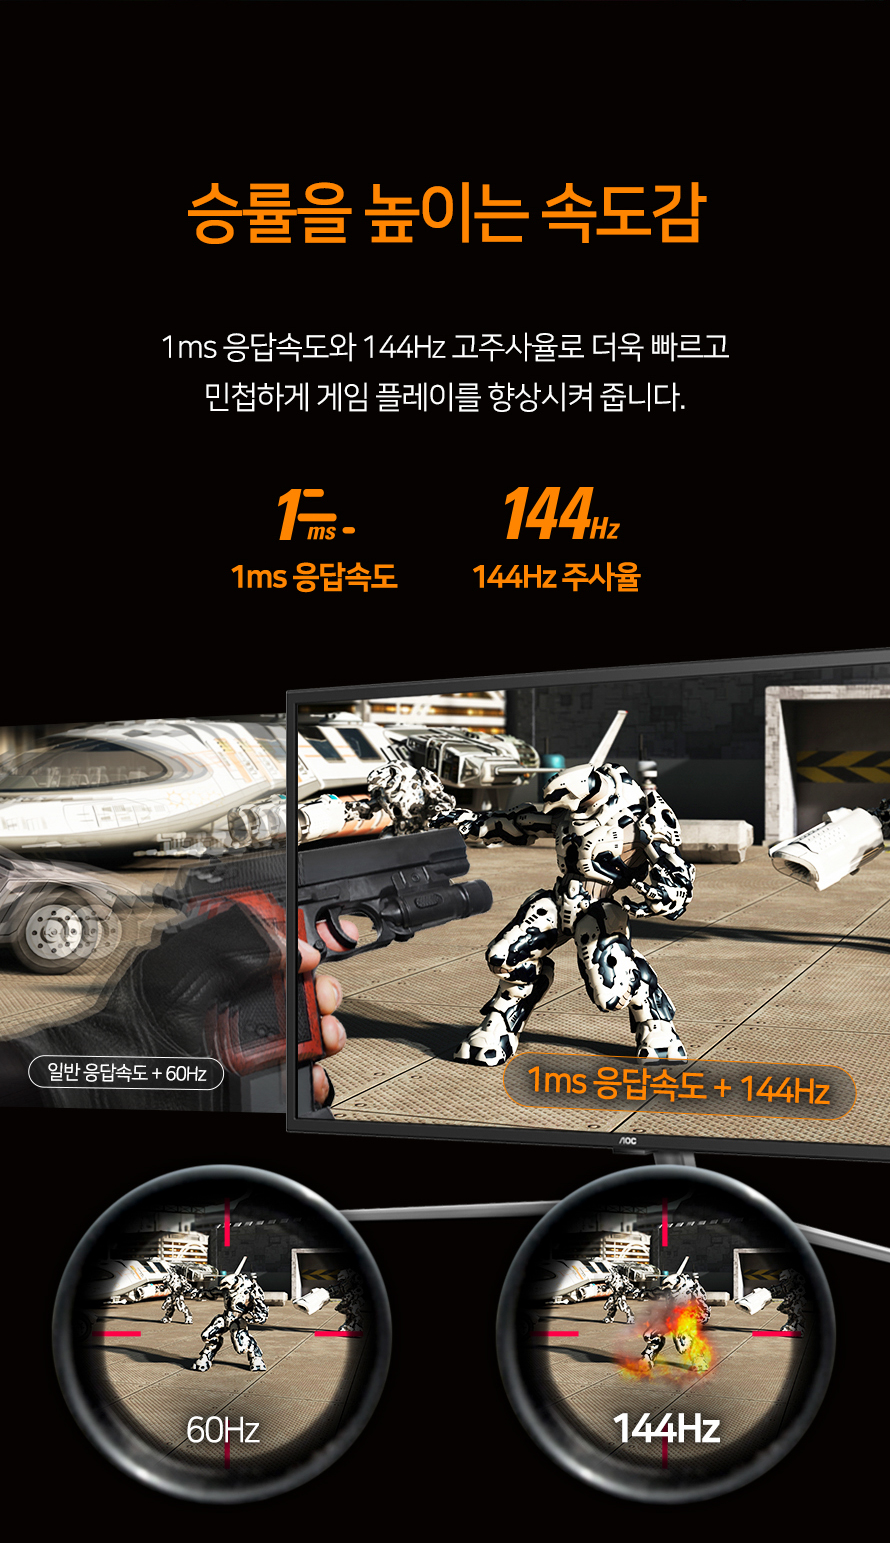 승률을 높이는 속도감
1ms 응답속도와 144Hz 고주사율로 더욱 빠르고
민첩하게 게임 플레이를 향상시켜 줍니다.
1ms
144Hz
1ms 응답속도
144Hz 주사율
일반 응답속도 + 60Hz
1ms 응답속도 + 144Hz
AOC
60Hz
144Hz